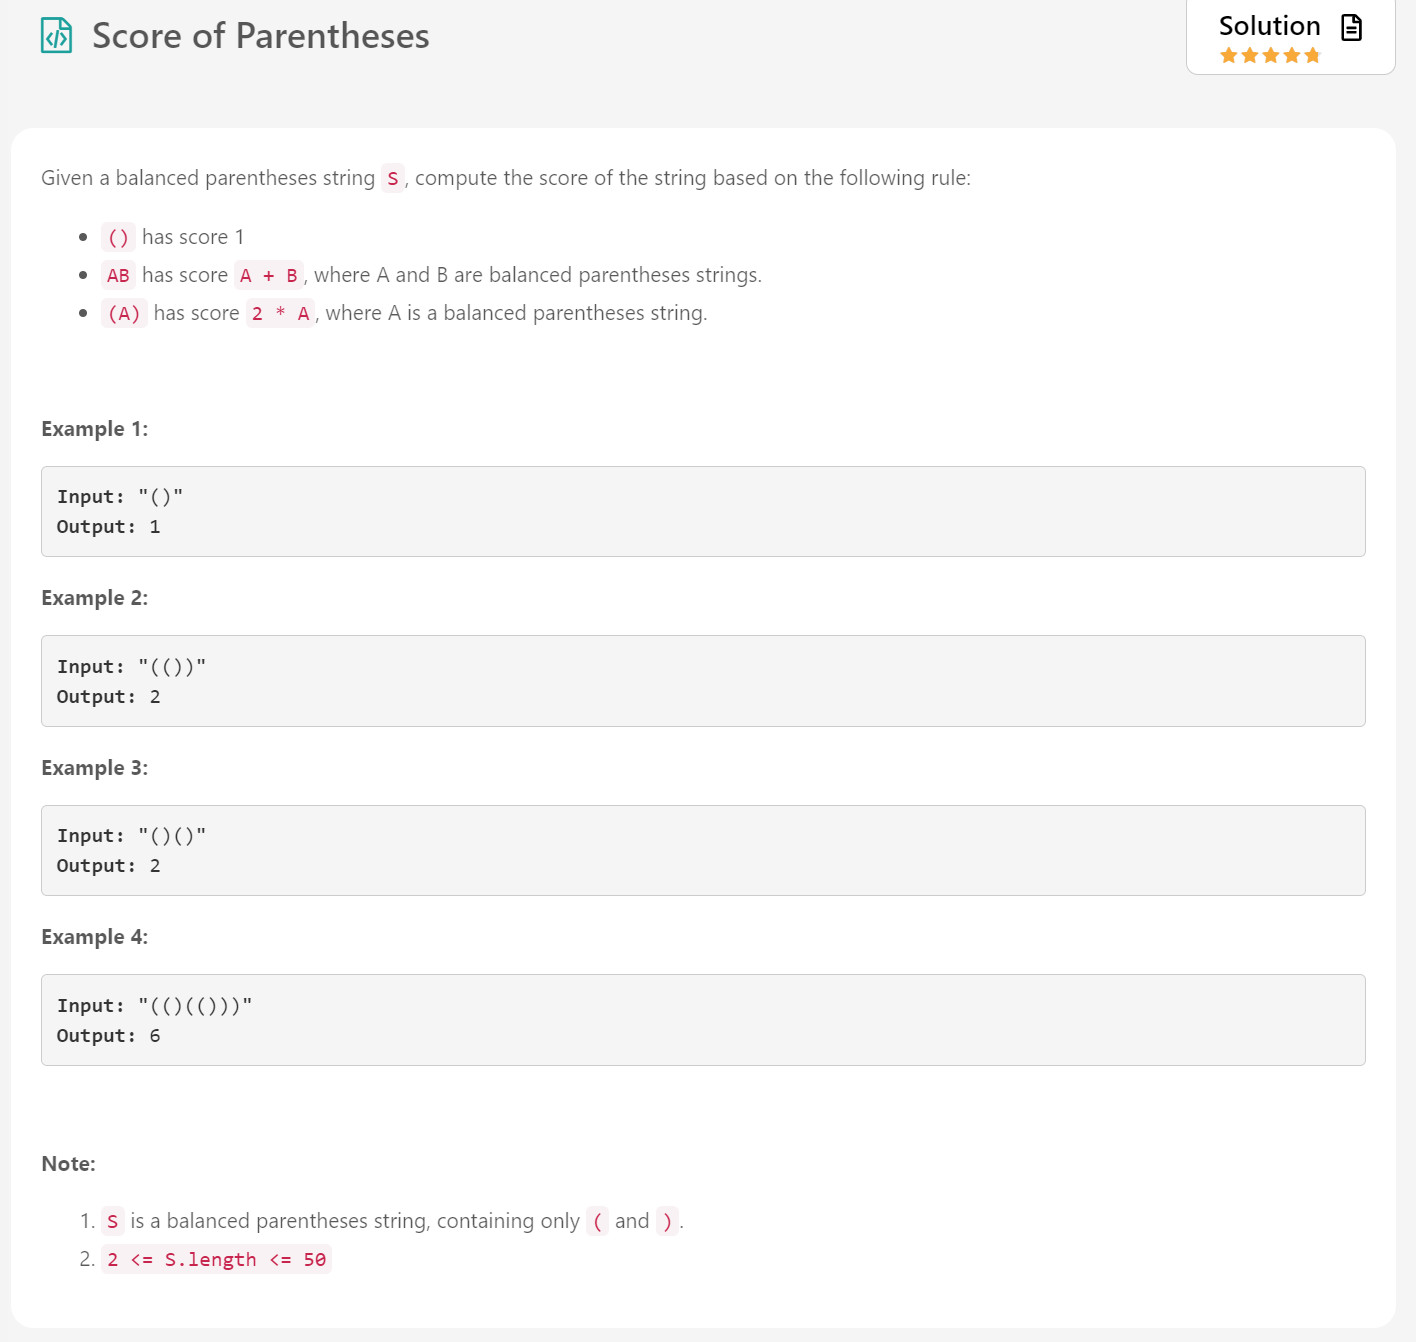 Score of Parentheses
Solution
Given a balanced parentheses string S, compute the score of the string based on the following rule:
• () has score 1
• AB has score A + B, where A and B are balanced parentheses strings.
• (A) has score 2 * A, where A is a balanced parentheses string.
Example 1:
Input: "()"
Output: 1
Example 2:
Input: "(())"
Output: 2
Example 3:
Input: "()()"
Output: 2
Example 4:
Input: "(()(()))"
Output: 6
Note:
1. S is a balanced parentheses string, containing only ( and ).
2. 2 <= S.length <= 50